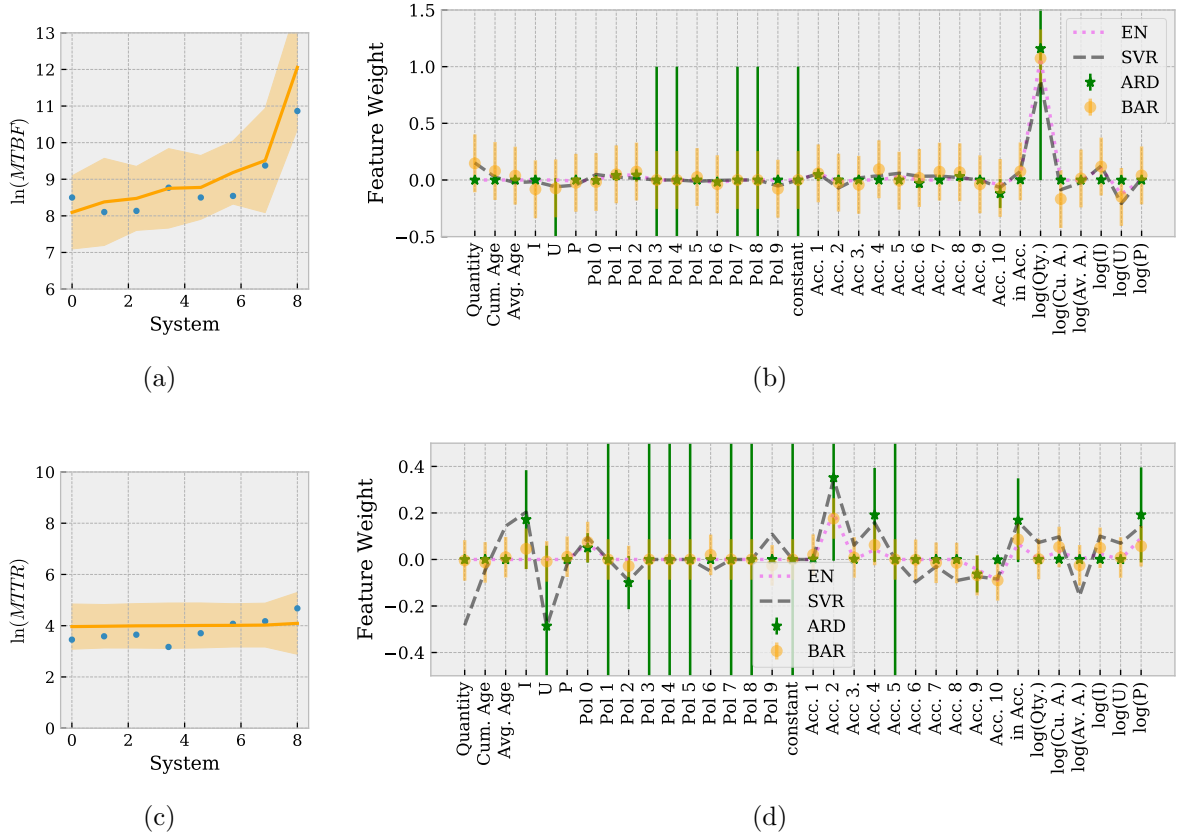 13
12
11
10
9
8
7
6
0 2 4 6 8
ln(MTBF)
System
(a)
1.5
1.0
0.5
0.0
−0.5
Feature Weight
EN
SVR
ARD
BAR
Quantity
Cum. Age
Avg. Age
I
U
P
Pol 0
Pol 1
Pol 2
Pol 3
Pol 4
Pol 5
Pol 6
Pol 7
Pol 8
Pol 9
constant
Acc. 1
Acc. 2
Acc 3.
Acc. 4
Acc. 5
Acc. 6
Acc. 7
Acc. 8
Acc. 9
Acc. 10
in Acc.
log(Qty.)
log(Cu. A.)
log(Av. A.)
log(I)
log(U)
log(P)
(b)
10
8
6
4
2
0
0 2 4 6 8
ln(MTTR)
System
(c)
0.4
0.2
0.0
−0.2
−0.4
Feature Weight
EN
SVR
ARD
BAR
Quantity
Cum. Age
Avg. Age
I
U
P
Pol 0
Pol 1
Pol 2
Pol 3
Pol 4
Pol 5
Pol 6
Pol 7
Pol 8
Pol 9
constant
Acc. 1
Acc. 2
Acc 3.
Acc. 4
Acc. 5
Acc. 6
Acc. 7
Acc. 8
Acc. 9
Acc. 10
in Acc.
log(Qty.)
log(Cu. A.)
log(Av. A.)
log(I)
log(U)
log(P)
(d)